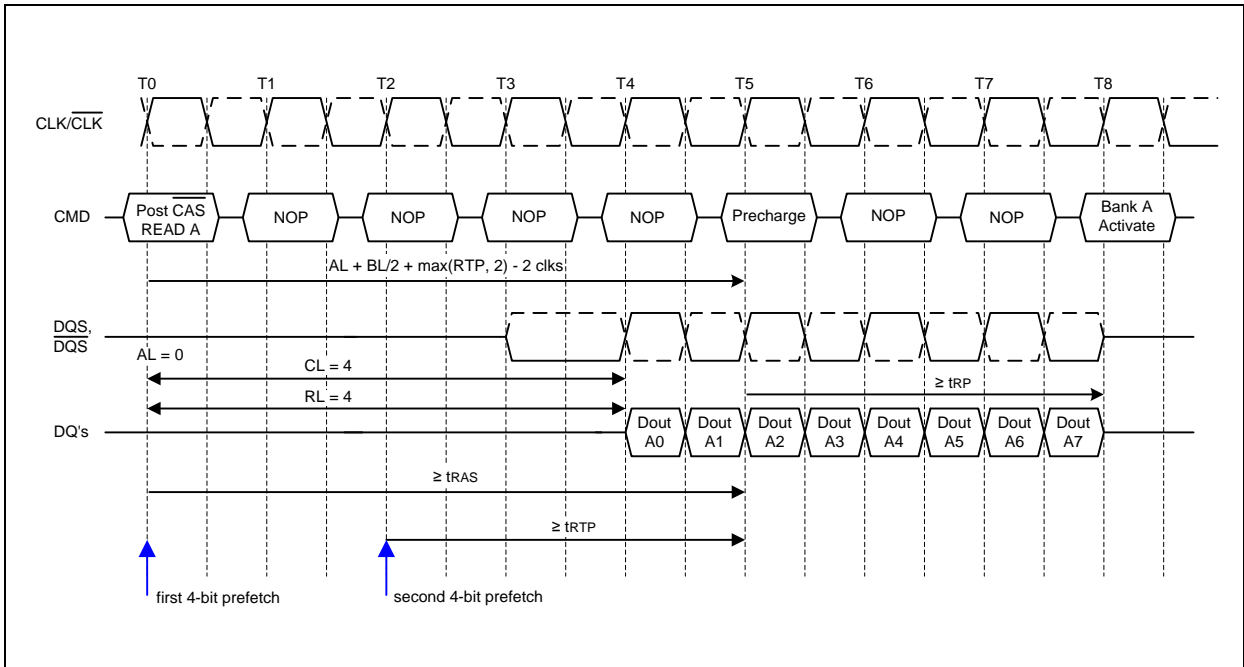 T0 T1 T2 T3 T4 T5 T6 T7 T8
CLK/CLK
CMD
Post CAS
READ A
NOP
NOP
NOP
NOP
Precharge
NOP
NOP
Bank A
Activate
AL + BL/2 + max(RTP, 2) - 2 clks
DQS,
DQS
AL = 0
CL = 4
≥ tRP
RL = 4
DQ's
Dout
A0
Dout
A1
Dout
A2
Dout
A3
Dout
A4
Dout
A5
Dout
A6
Dout
A7
≥ tRAS
≥ tRTP
first 4-bit prefetch
second 4-bit prefetch